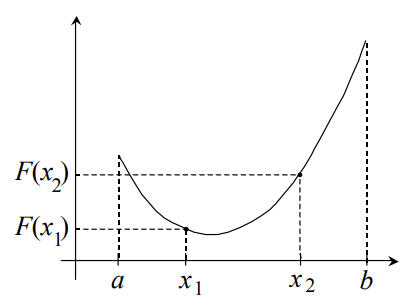 F(x₂)
F(x₁)
a x₁ x₂ b